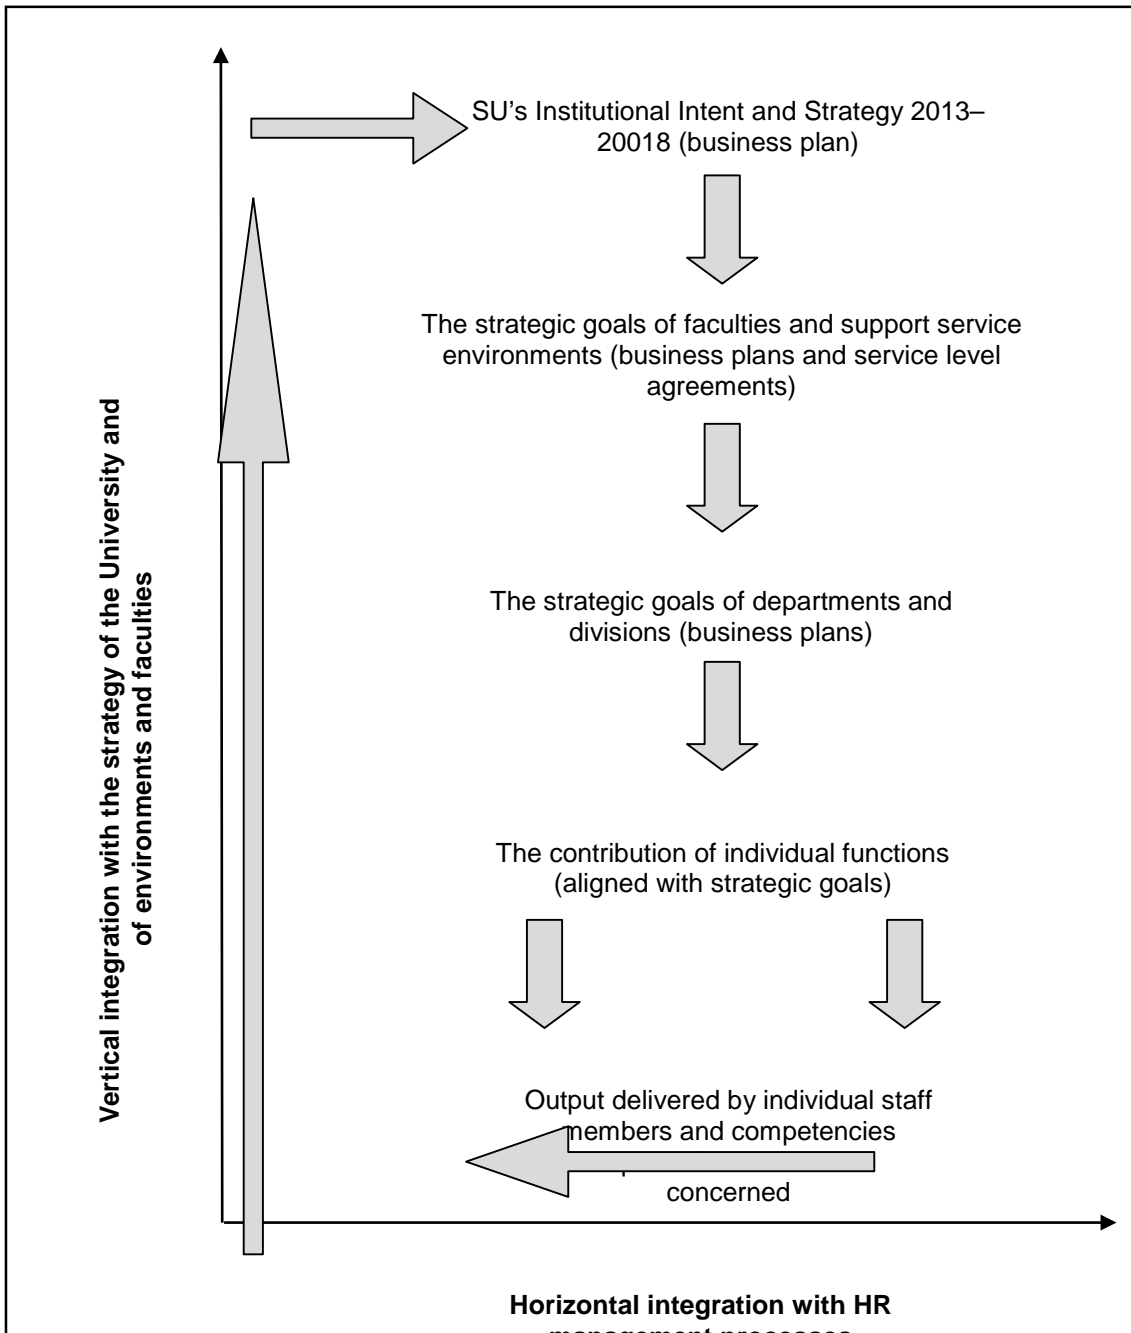 SU's Institutional Intent and Strategy 2013–
20018 (business plan)
The strategic goals of faculties and support service
environments (business plans and service level
agreements)
The strategic goals of departments and
divisions (business plans)
The contribution of individual functions
(aligned with strategic goals)
Output delivered by individual staff
members and competencies
concerned
Vertical integration with the strategy of the University and
of environments and faculties
Horizontal integration with HR
management processes